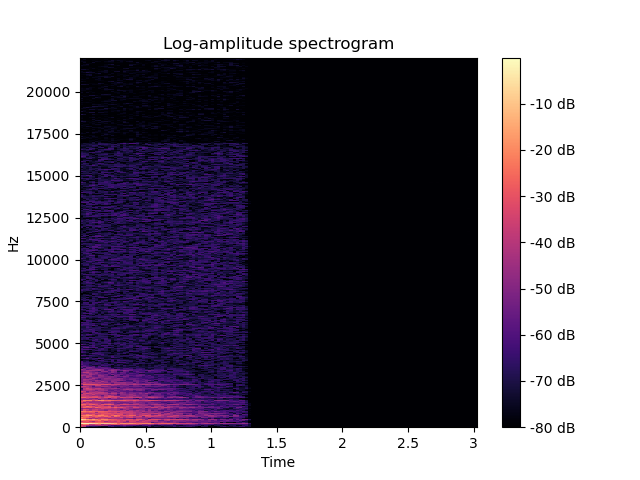 Log-amplitude spectrogram
Hz
20000
17500
15000
12500
10000
7500
5000
2500
0
0 0.5 1 1.5 2 2.5 3
Time
-10 dB
-20 dB
-30 dB
-40 dB
-50 dB
-60 dB
-70 dB
-80 dB